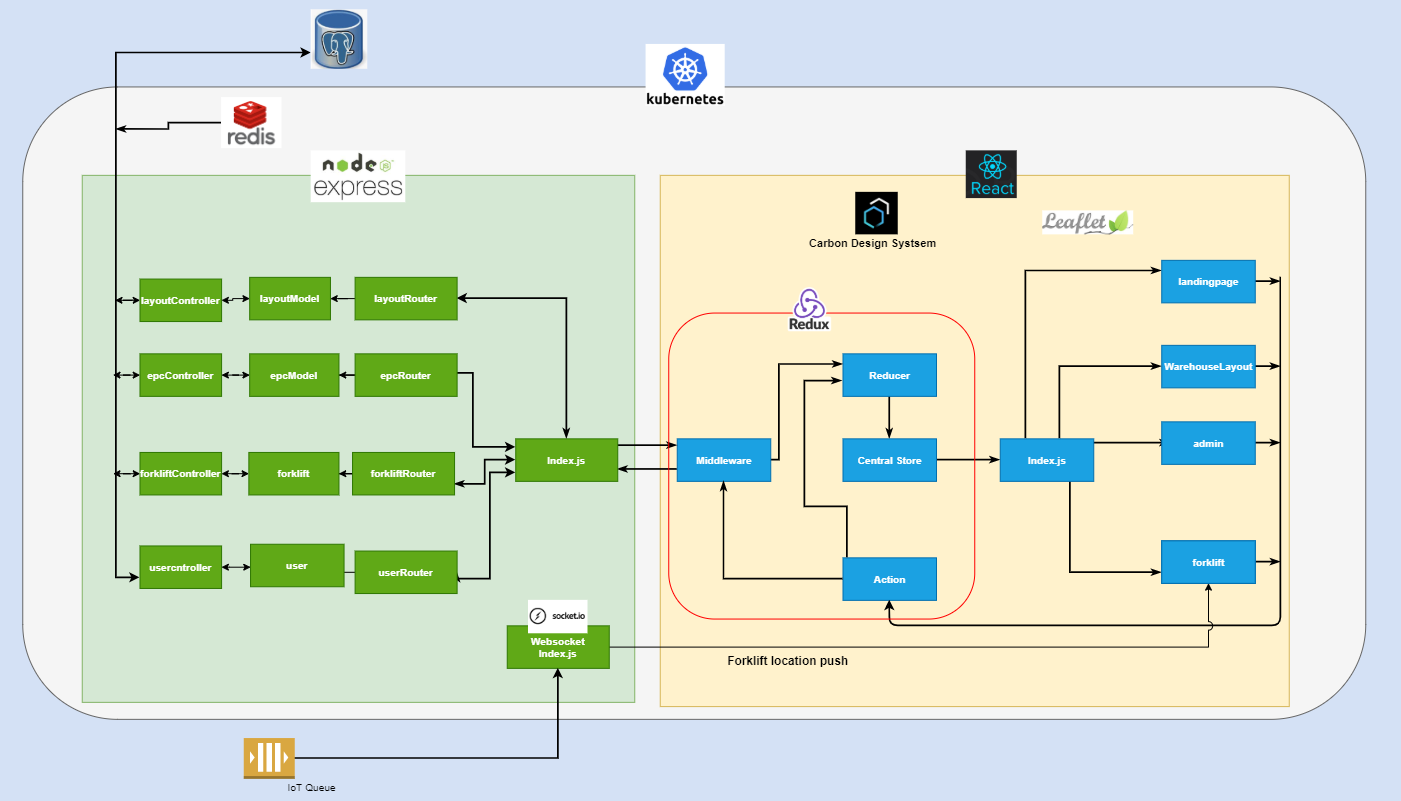 kubernetes
redis
node
express
React
Leaflet
Carbon Design Systsem
layoutController
layoutModel
layoutRouter
landingpage
Redux
epcController
epcModel
epcRouter
Reducer
WarehouseLayout
forkliftController
forklift
forkliftRouter
Index.js
Middleware
Central Store
Index.js
admin
usercntroller
user
userRouter
Action
forklift
socket.io
Websocket
Index.js
Forklift location push
IoT Queue